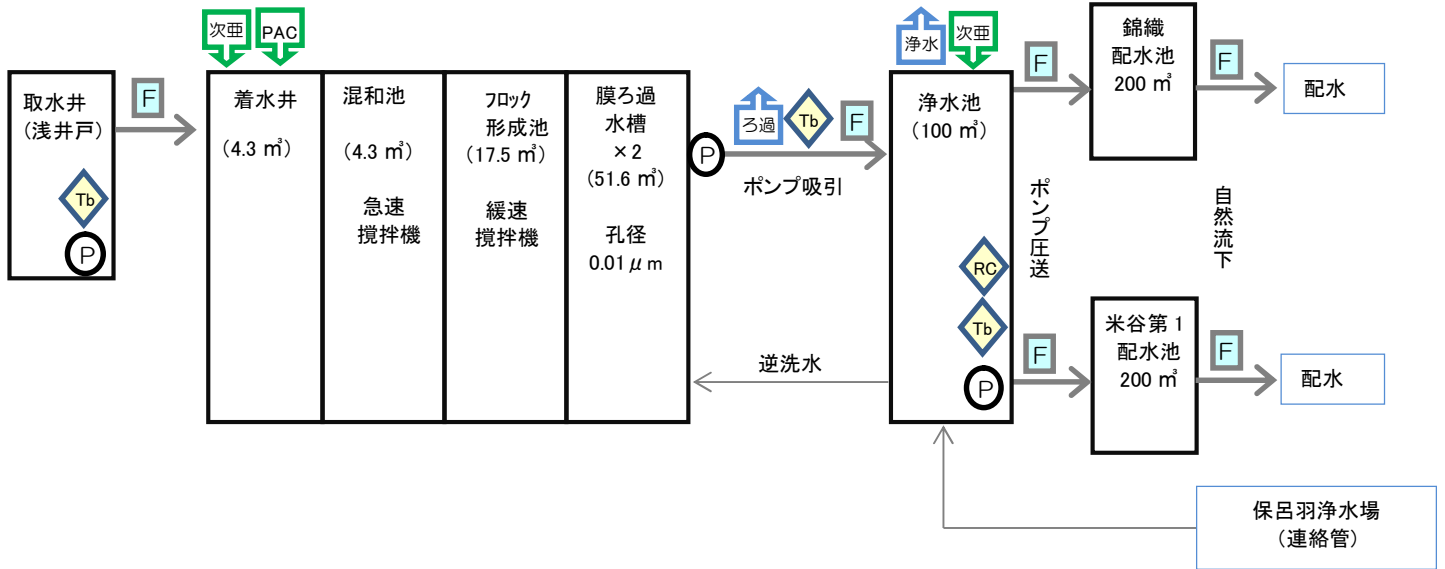 取水井
(浅井戸)
Tb
P
F
次亜
PAC
着水井
(4.3 ㎥)
混和池
(4.3 ㎥)
急速
撹拌機
フロック
形成池
(17.5 ㎥)
緩速
撹拌機
膜ろ過
水槽
×2
(51.6 ㎥)
孔径
0.01μm
P
ろ過
Tb
F
ポンプ吸引
逆洗水
浄水
次亜
浄水池
(100 ㎥)
RC
Tb
P
F
ポンプ圧送
F
錦織
配水池
200 ㎥
F
配水
自然流下
米谷第1
配水池
200 ㎥
F
配水
保呂羽浄水場
(連絡管)